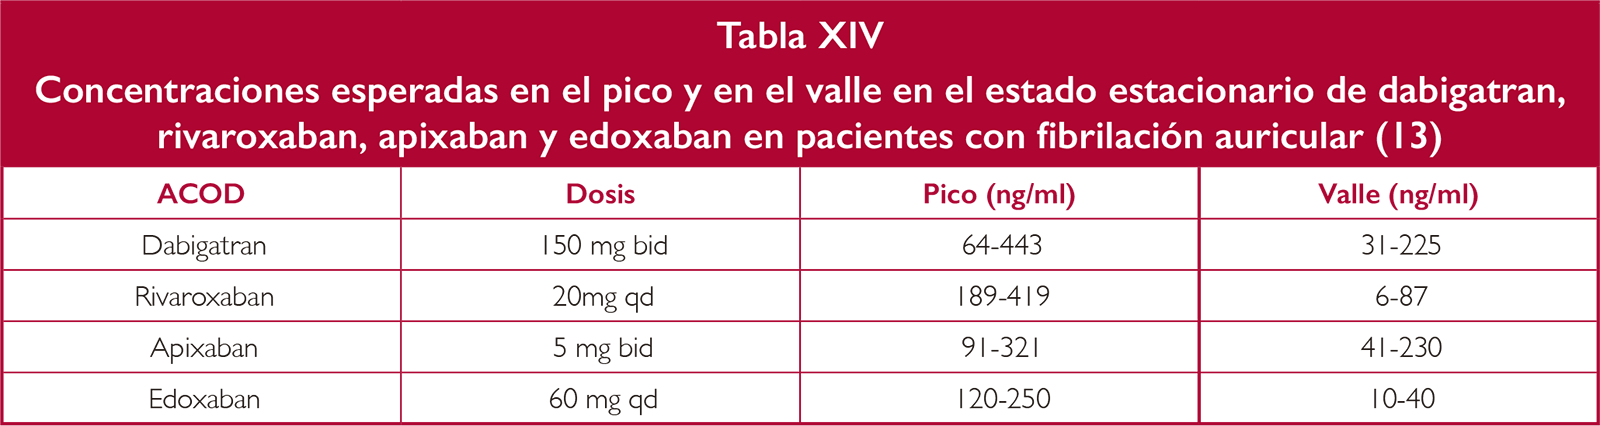 Tabla XIV
Concentraciones esperadas en el pico y en el valle en el estado estacionario de dabigatran,
rivaroxaban, apixaban y edoxaban en pacientes con fibrilación auricular (13)
ACOD Dosis Pico (ng/ml) Valle (ng/ml)
Dabigatran 150 mg bid 64-443 31-225
Rivaroxaban 20mg qd 189-419 6-87
Apixaban 5 mg bid 91-321 41-230
Edoxaban 60 mg qd 120-250 10-40